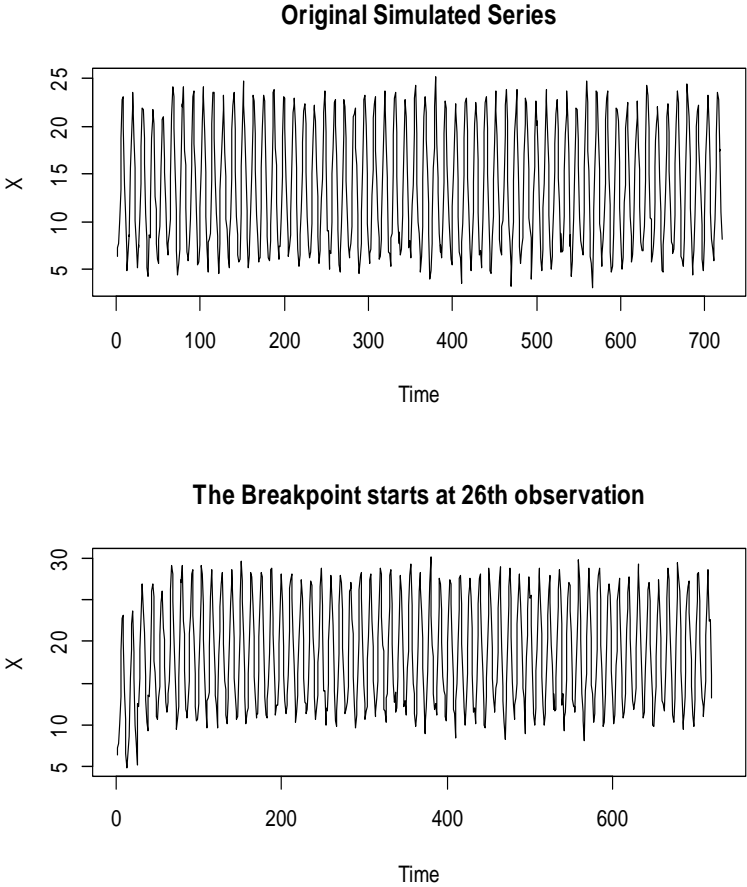 Original Simulated Series
25
20
15
10
5
X
0 100 200 300 400 500 600 700
Time
The Breakpoint starts at 26th observation
30
20
10
5
X
0 200 400 600
Time